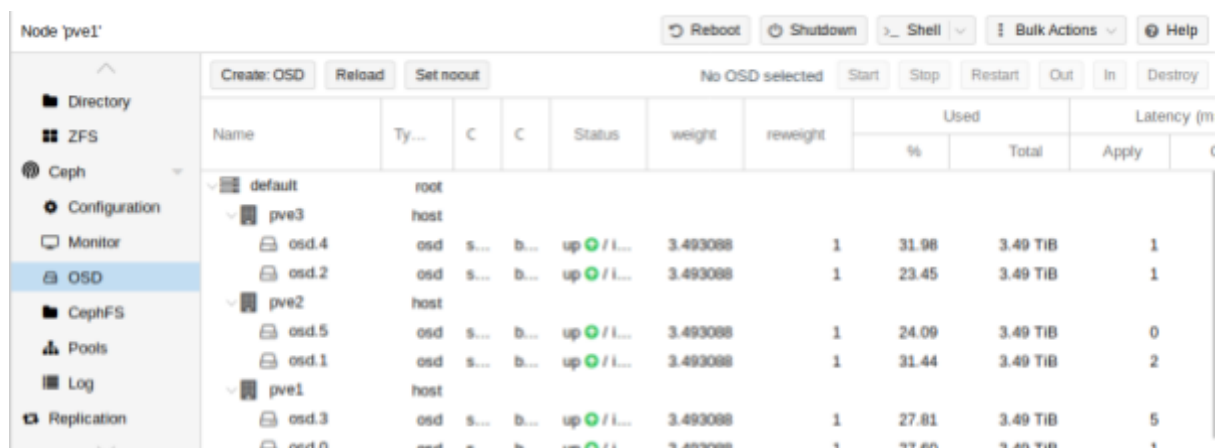 Node 'pve1' Reboot Shutdown >_ Shell Bulk Actions Help
Create: OSD Reload Set noout No OSD selected Start Stop Restart Out In Destroy
Directory
ZFS
Ceph
Configuration
Monitor
OSD
CephFS
Pools
Log
Replication
Name Ty... C C Status weight reweight Used Latency (m
% Total Apply
default root
pve3 host
osd.4 osd s... b... up / i... 3.493088 1 31.98 3.49 TiB 1
osd.2 osd s... b... up / i... 3.493088 1 23.45 3.49 TiB 1
pve2 host
osd.5 osd s... b... up / i... 3.493088 1 24.09 3.49 TiB 0
osd.1 osd s... b... up / i... 3.493088 1 31.44 3.49 TiB 2
pve1 host
osd.3 osd s... b... up / i... 3.493088 1 27.81 3.49 TiB 5